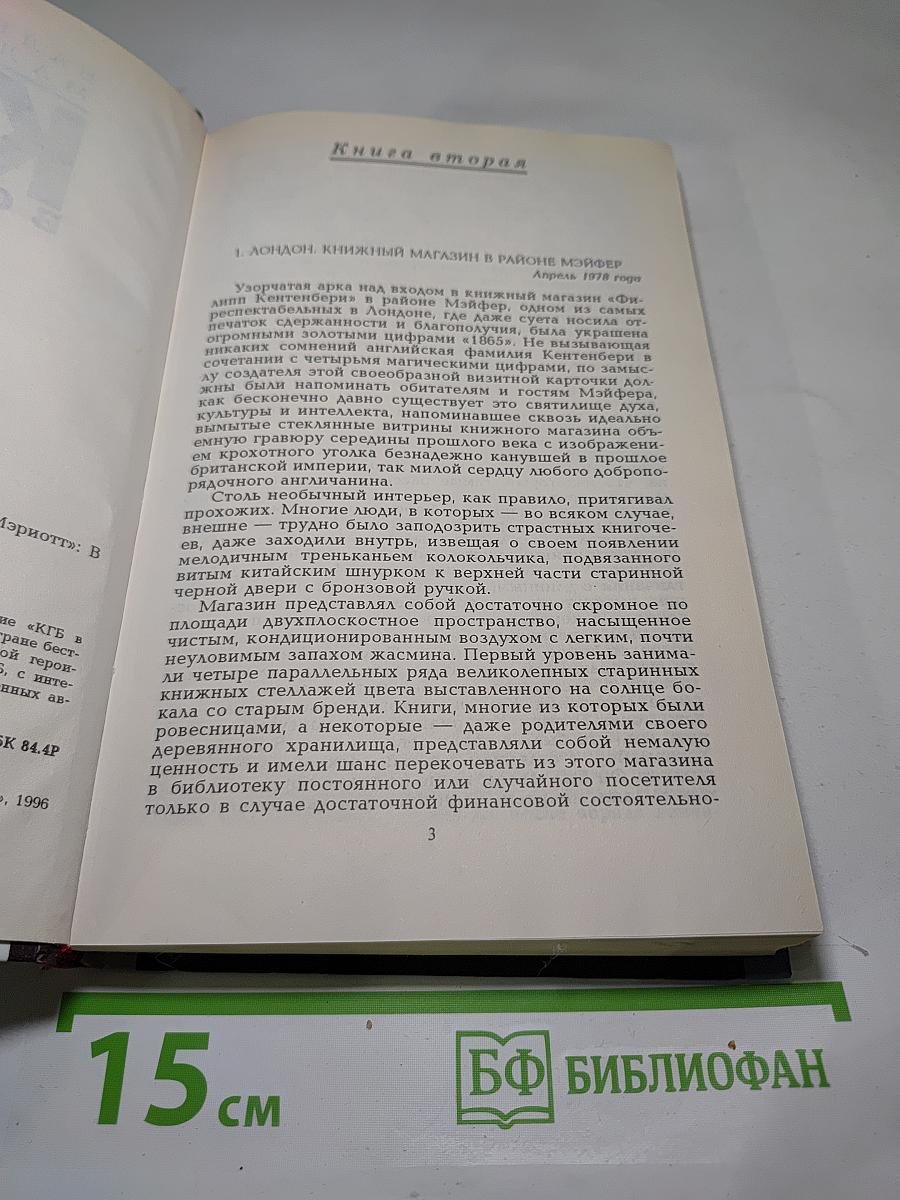 Мэриотт»: В
ие «КГБ в
тране бест-
ой герои-
Б, с инте-
нных ав-
БК 84.4Р
», 1996
Книга вторая
1. ЛОНДОН. КНИЖНЫЙ МАГАЗИН В РАЙОНЕ МЭЙФЕР
Апрель 1978 года
Узорчатая арка над входом в книжный магазин «Фи-
липп Кентенбери» в районе Мэйфер, одном из самых
респектабельных в Лондоне, где даже суета носила от-
печаток сдержанности и благополучия, была украшена
огромными золотыми цифрами «1865». Не вызывающая
никаких сомнений английская фамилия Кентенбери в
сочетании с четырьмя магическими цифрами, по замыс-
лу создателя этой своеобразной визитной карточки дол-
жны были напоминать обитателям и гостям Мэйфера,
как бесконечно давно существует это святилище духа,
культуры и интеллекта, напоминавшее сквозь идеально
вымытые стеклянные витрины книжного магазина объ-
емную гравюру середины прошлого века с изображени-
ем крохотного уголка безнадежно канувшей в прошлое
британской империи, так милой сердцу любого добропо-
рядочного англичанина.
Столь необычный интерьер, как правило, притягивал
прохожих. Многие люди, в которых — во всяком случае,
внешне — трудно было заподозрить страстных книгоче-
ев, даже заходили внутрь, извещая о своем появлении
мелодичным треньканьем колокольчика, подвязанного
витым китайским шнурком к верхней части старинной
черной двери с бронзовой ручкой.
Магазин представлял собой достаточно скромное по
площади двухплоскостное пространство, насыщенное
чистым, кондиционированным воздухом с легким, почти
неуловимым запахом жасмина. Первый уровень занима-
ли четыре параллельных ряда великолепных старинных
книжных стеллажей цвета выставленного на солнце бо-
кала со старым бренди. Книги, многие из которых были
ровесницами, а некоторые — даже родителями своего
деревянного хранилища, представляли собой немалую
ценность и имели шанс перекочевать из этого магазина
в библиотеку постоянного или случайного посетителя
только в случае достаточной финансовой состоятельно-
3
15 см
БФ БИБЛИОФАН